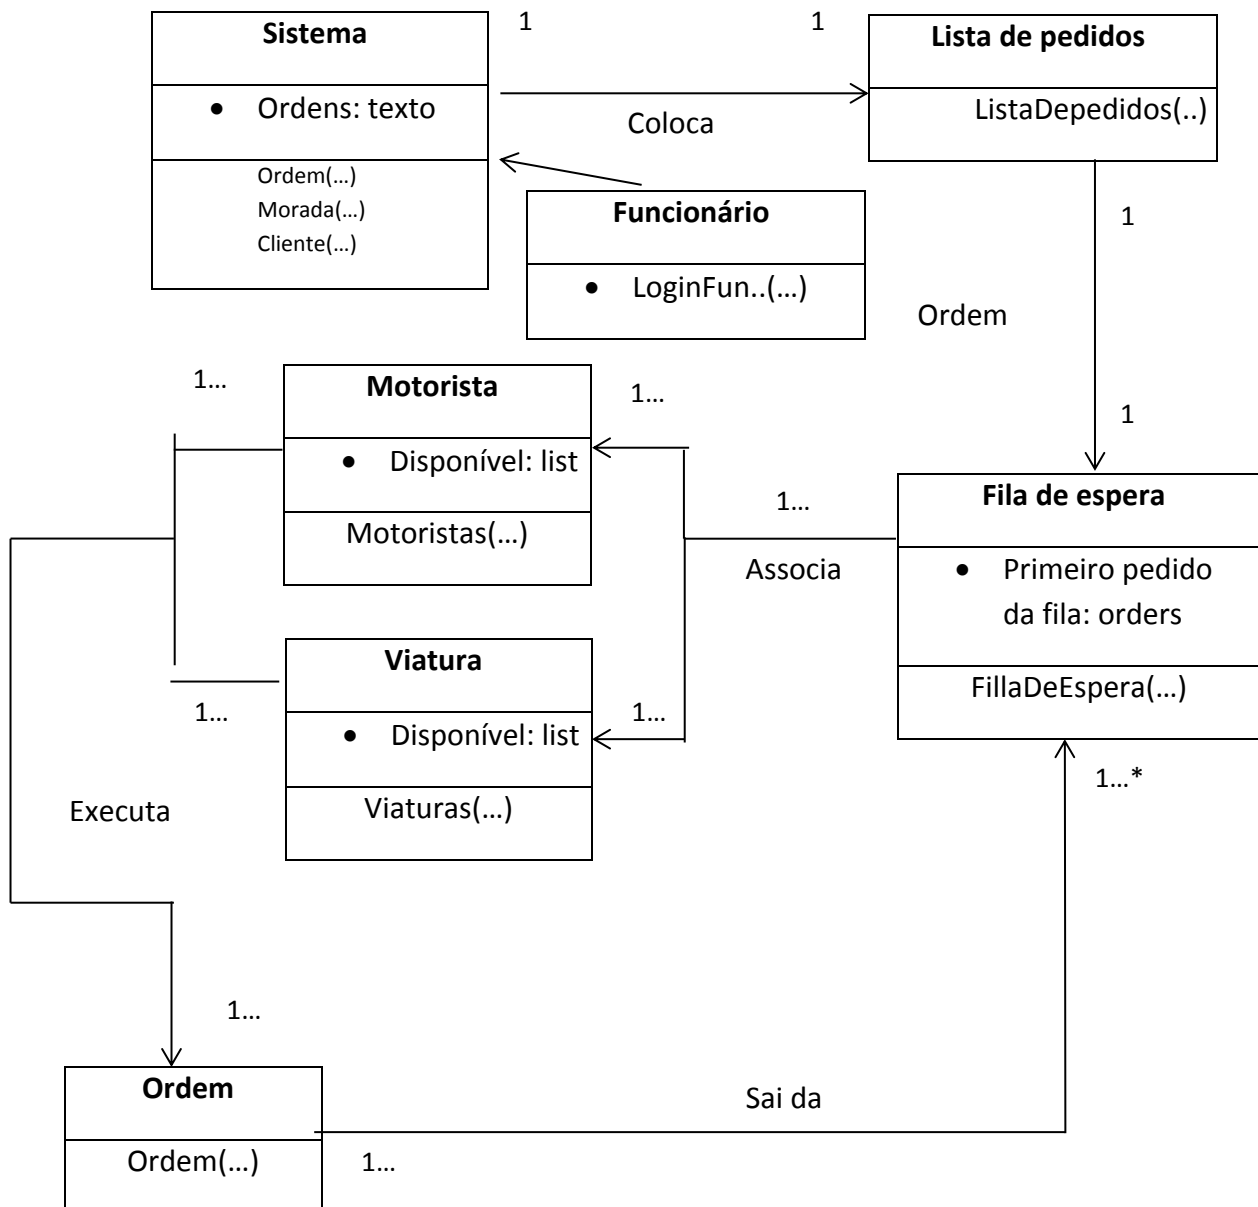 Sistema
1
1
Lista de pedidos
• Ordens: texto
Coloca
ListaDepedidos(..)
Ordem(...)
Morada(...)
Cliente(...)
Funcionário
• LoginFun..(...)
1
Ordem
1
1...
Motorista
1...
• Disponível: list
Motoristas(...)
1...
Associa
Fila de espera
• Primeiro pedido
da fila: orders
FillaDeEspera(...)
Viatura
1...
1...
• Disponível: list
Viaturas(...)
1...*
Executa
1...
Ordem
Ordem(...)
1...
Sai da